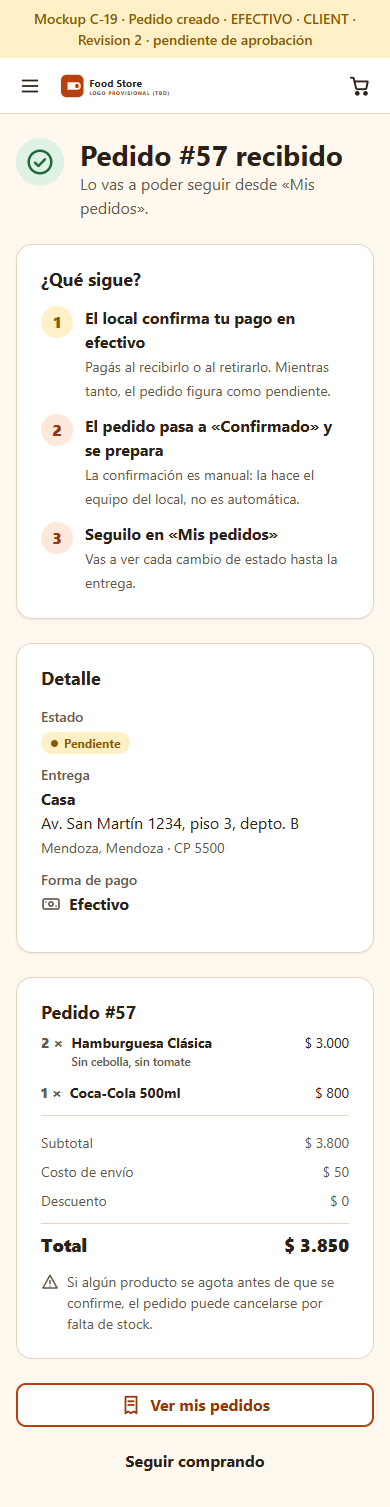 Mockup C-19 · Pedido creado · EFECTIVO · CLIENT ·
Revision 2 · pendiente de aprobación
Food Store
LOGO PROVISIONAL (TBD)
Pedido #57 recibido
Lo vas a poder seguir desde «Mis
pedidos».
¿Qué sigue?
1 El local confirma tu pago en
efectivo
Pagás al recibirlo o al retirarlo. Mientras
tanto, el pedido figura como pendiente.
2 El pedido pasa a «Confirmado» y
se prepara
La confirmación es manual: la hace el
equipo del local, no es automática.
3 Seguilo en «Mis pedidos»
Vas a ver cada cambio de estado hasta la
entrega.
Detalle
Estado
Pendiente
Entrega
Casa
Av. San Martín 1234, piso 3, depto. B
Mendoza, Mendoza · CP 5500
Forma de pago
Efectivo
Pedido #57
2 × Hamburguesa Clásica $ 3.000
Sin cebolla, sin tomate
1 × Coca-Cola 500ml $ 800
Subtotal $ 3.800
Costo de envío $ 50
Descuento $ 0
Total $ 3.850
Si algún producto se agota antes de que se
confirme, el pedido puede cancelarse por
falta de stock.
Ver mis pedidos
Seguir comprando